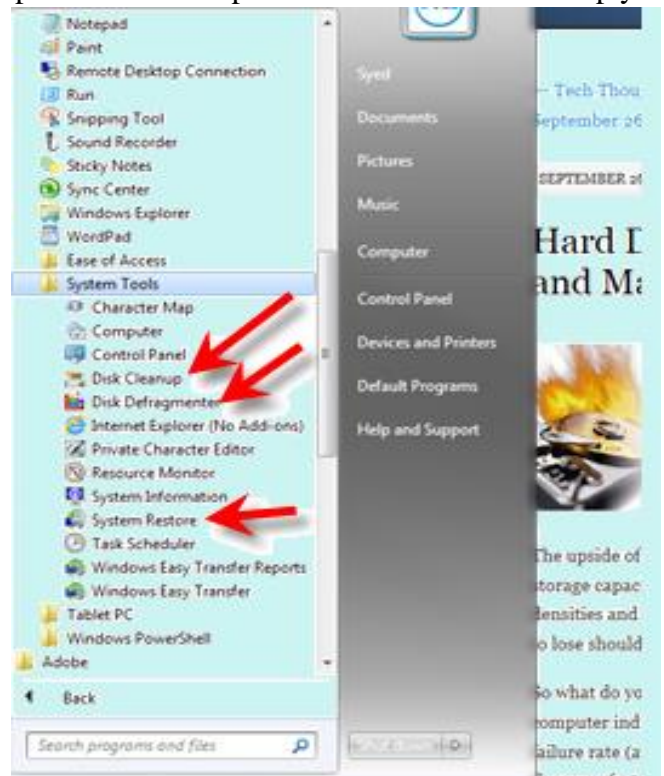 Notepad
Paint
Remote Desktop Connection
Run
Snipping Tool
Sound Recorder
Sticky Notes
Sync Center
Windows Explorer
WordPad
Ease of Access
System Tools
Character Map
Computer
Control Panel
Disk Cleanup
Disk Defragmenter
Internet Explorer (No Add-ons)
Private Character Editor
Resource Monitor
System Information
System Restore
Task Scheduler
Windows Easy Transfer Reports
Windows Easy Transfer
Tablet PC
Windows PowerShell
Adobe
Back
Search programs and files
Syed
Documents
Pictures
Music
Computer
Control Panel
Devices and Printers
Default Programs
Help and Support
— Tech Thou
September 26
SEPTEMBER 26
Hard D
and Ma
The upside of
storage capac
densities and
to lose should
So what do yo
computer ind
failure rate (a